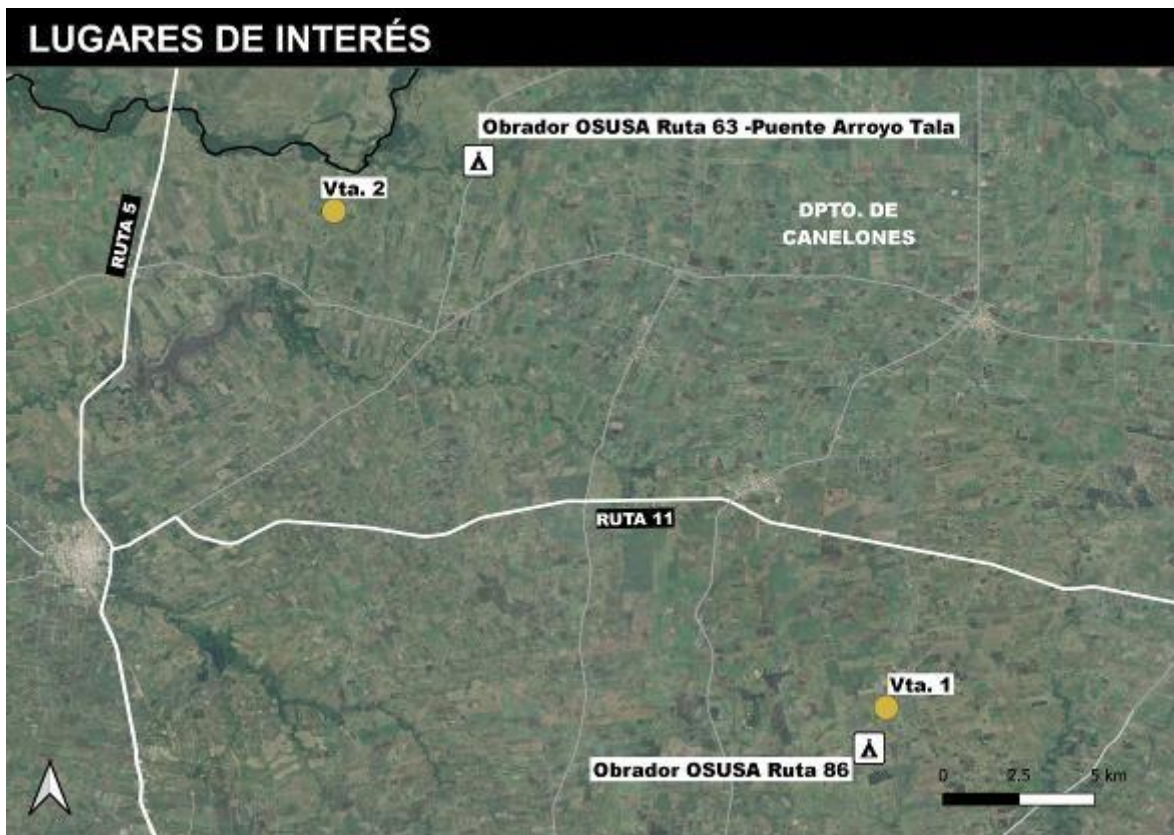 LUGARES DE INTERÉS
Obrador OSUSA Ruta 63 -Puente Arroyo Tala
Vta. 2
DPTO. DE
CANELONES
RUTA 5
RUTA 11
Vta. 1
Obrador OSUSA Ruta 86
0 2.5 5 km